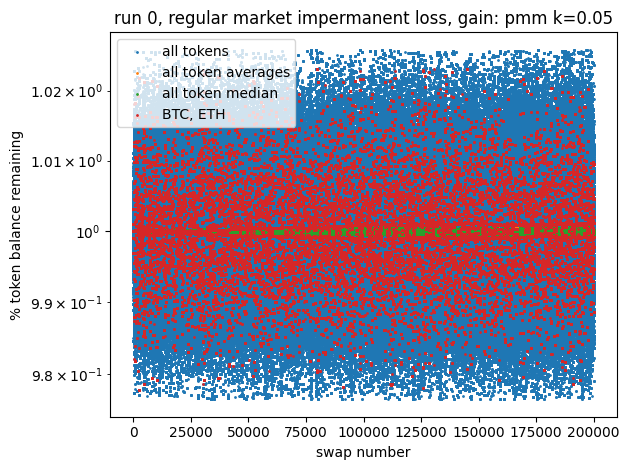 run 0, regular market impermanent loss, gain: pmm k=0.05
all tokens
all token averages
all token median
BTC, ETH
1.02 × 10⁰
1.01 × 10⁰
10⁰
9.9 × 10⁻¹
9.8 × 10⁻¹
% token balance remaining
0 25000 50000 75000 100000 125000 150000 175000 200000
swap number